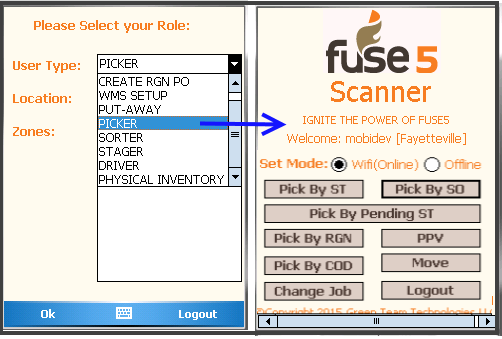 Please Select your Role:
User Type: PICKER
CREATE RGN PO
WMS SETUP
Location:
PUT-AWAY
PICKER
Zones:
SORTER
STAGER
DRIVER
PHYSICAL INVENTORY
Ok Logout
fuse 5
Scanner
IGNITE THE POWER OF FUSE5
Welcome: mobidev [Fayetteville]
Set Mode: Wifi(Online) Offline
Pick By ST Pick By SO
Pick By Pending ST
Pick By RGN PPV
Pick By COD Move
Change Job Logout
©Copyright 2015 Green Team Technologies LLC